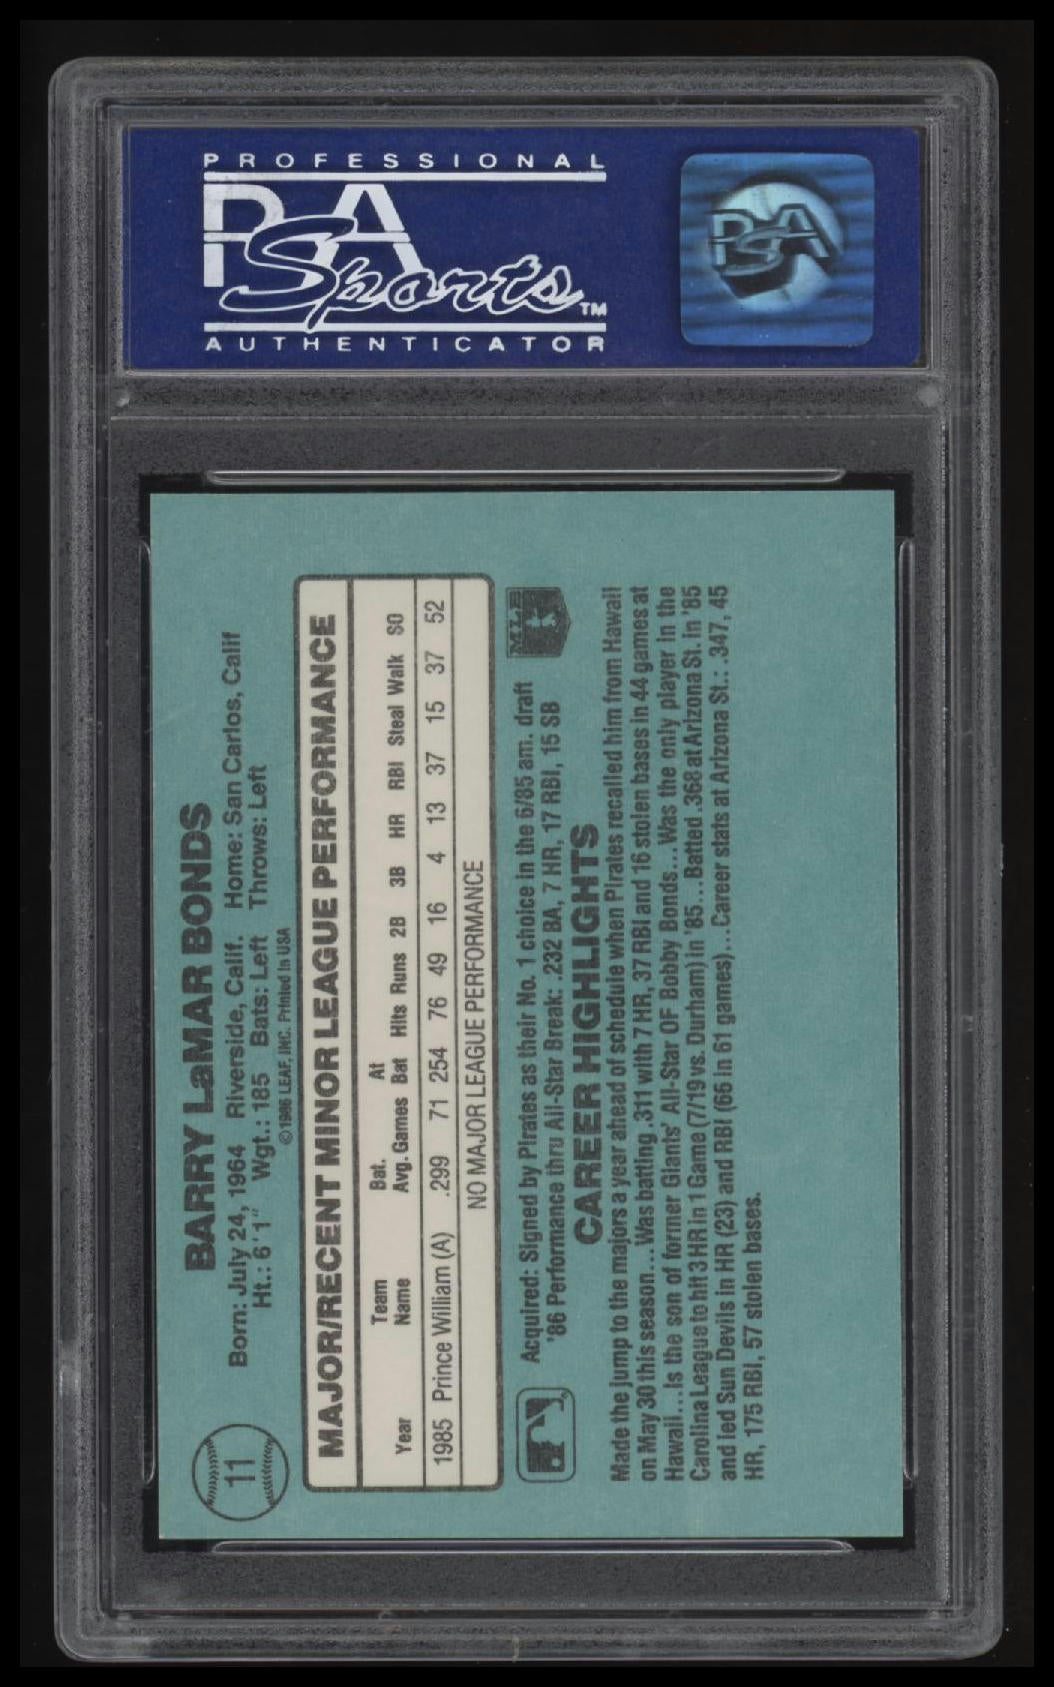 PROFESSIONAL
PSA
Sports™
AUTHENTICATOR
PSA
11
BARRY LaMAR BONDS
Born: July 24, 1964 Riverside, Calif. Home: San Carlos, Calif
Ht.: 6'1" Wgt.: 185 Bats: Left Throws: Left
©1986 LEAF, INC. Printed in USA
MAJOR/RECENT MINOR LEAGUE PERFORMANCE
Year Team Name Bat. Avg. Games At Bat Hits Runs 2B 3B HR RBI Steal Walk SO
1985 Prince William (A) .299 71 254 76 49 16 4 13 37 15 37 52
NO MAJOR LEAGUE PERFORMANCE
Acquired: Signed by Pirates as their No. 1 choice in the 6/85 am. draft
'86 Performance thru All-Star Break: .232 BA, 7 HR, 17 RBI, 15 SB
MLB
CAREER HIGHLIGHTS
Made the jump to the majors a year ahead of schedule when Pirates recalled him from Hawaii
on May 30 this season...Was batting .311 with 7 HR, 37 RBI and 16 stolen bases in 44 games at
Hawaii...Is the son of former Giants' All-Star OF Bobby Bonds...Was the only player in the
Carolina League to hit 3 HR in 1 Game (7/19 vs. Durham) in '85...Batted .368 at Arizona St. in '85
and led Sun Devils in HR (23) and RBI (66 in 61 games)...Career stats at Arizona St.: .347, 45
HR, 175 RBI, 57 stolen bases.